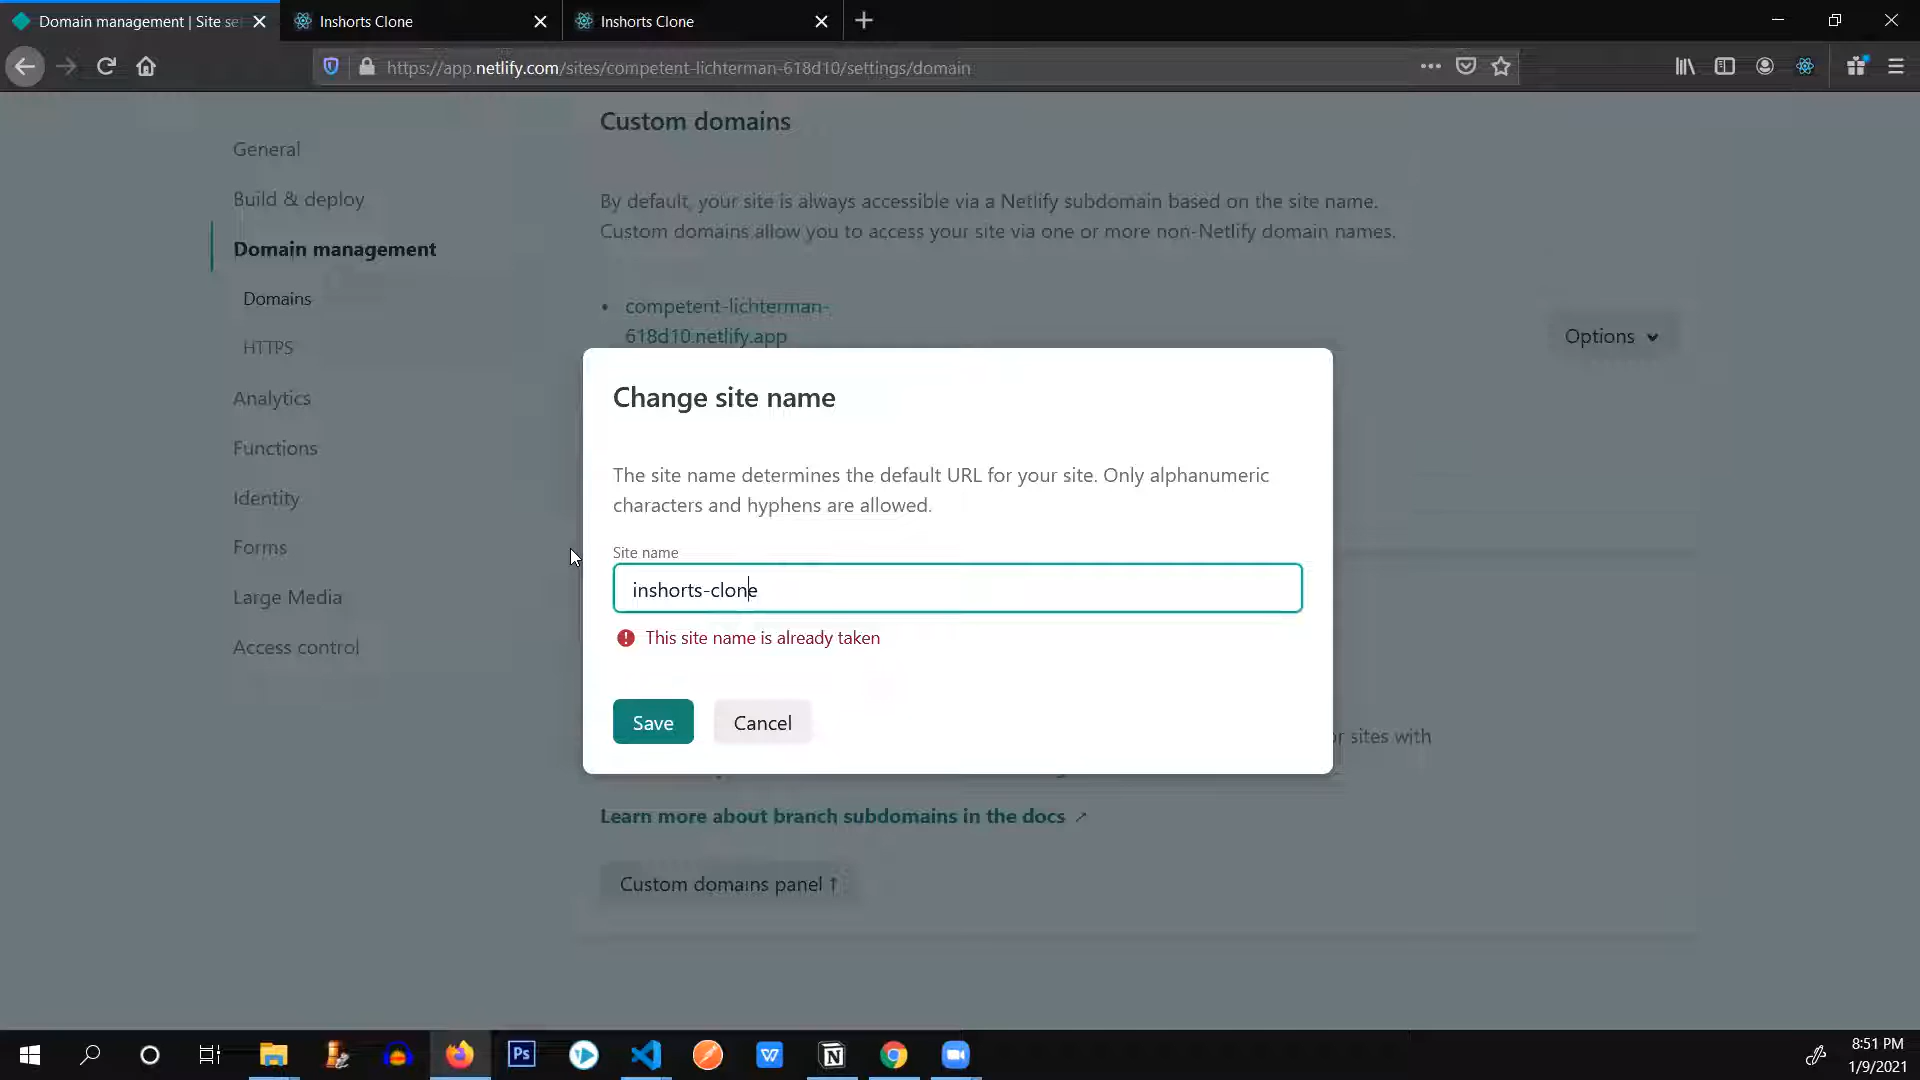 Domain management | Site se
Inshorts Clone
Inshorts Clone
https://app.netlify.com/sites/competent-lichterman-618d10/settings/domain
Custom domains
General
Build & deploy
Domain management
Domains
HTTPS
Analytics
Functions
Identity
Forms
Large Media
Access control
By default, your site is always accessible via a Netlify subdomain based on the site name.
Custom domains allow you to access your site via one or more non-Netlify domain names.
• competent-lichterman-
618d10.netlify.app
Options
Change site name
The site name determines the default URL for your site. Only alphanumeric
characters and hyphens are allowed.
Site name
inshorts-clone
This site name is already taken
Save
Cancel
or sites with
Learn more about branch subdomains in the docs ↗
Custom domains panel ↑
Ps
W
N
8:51 PM
1/9/2021